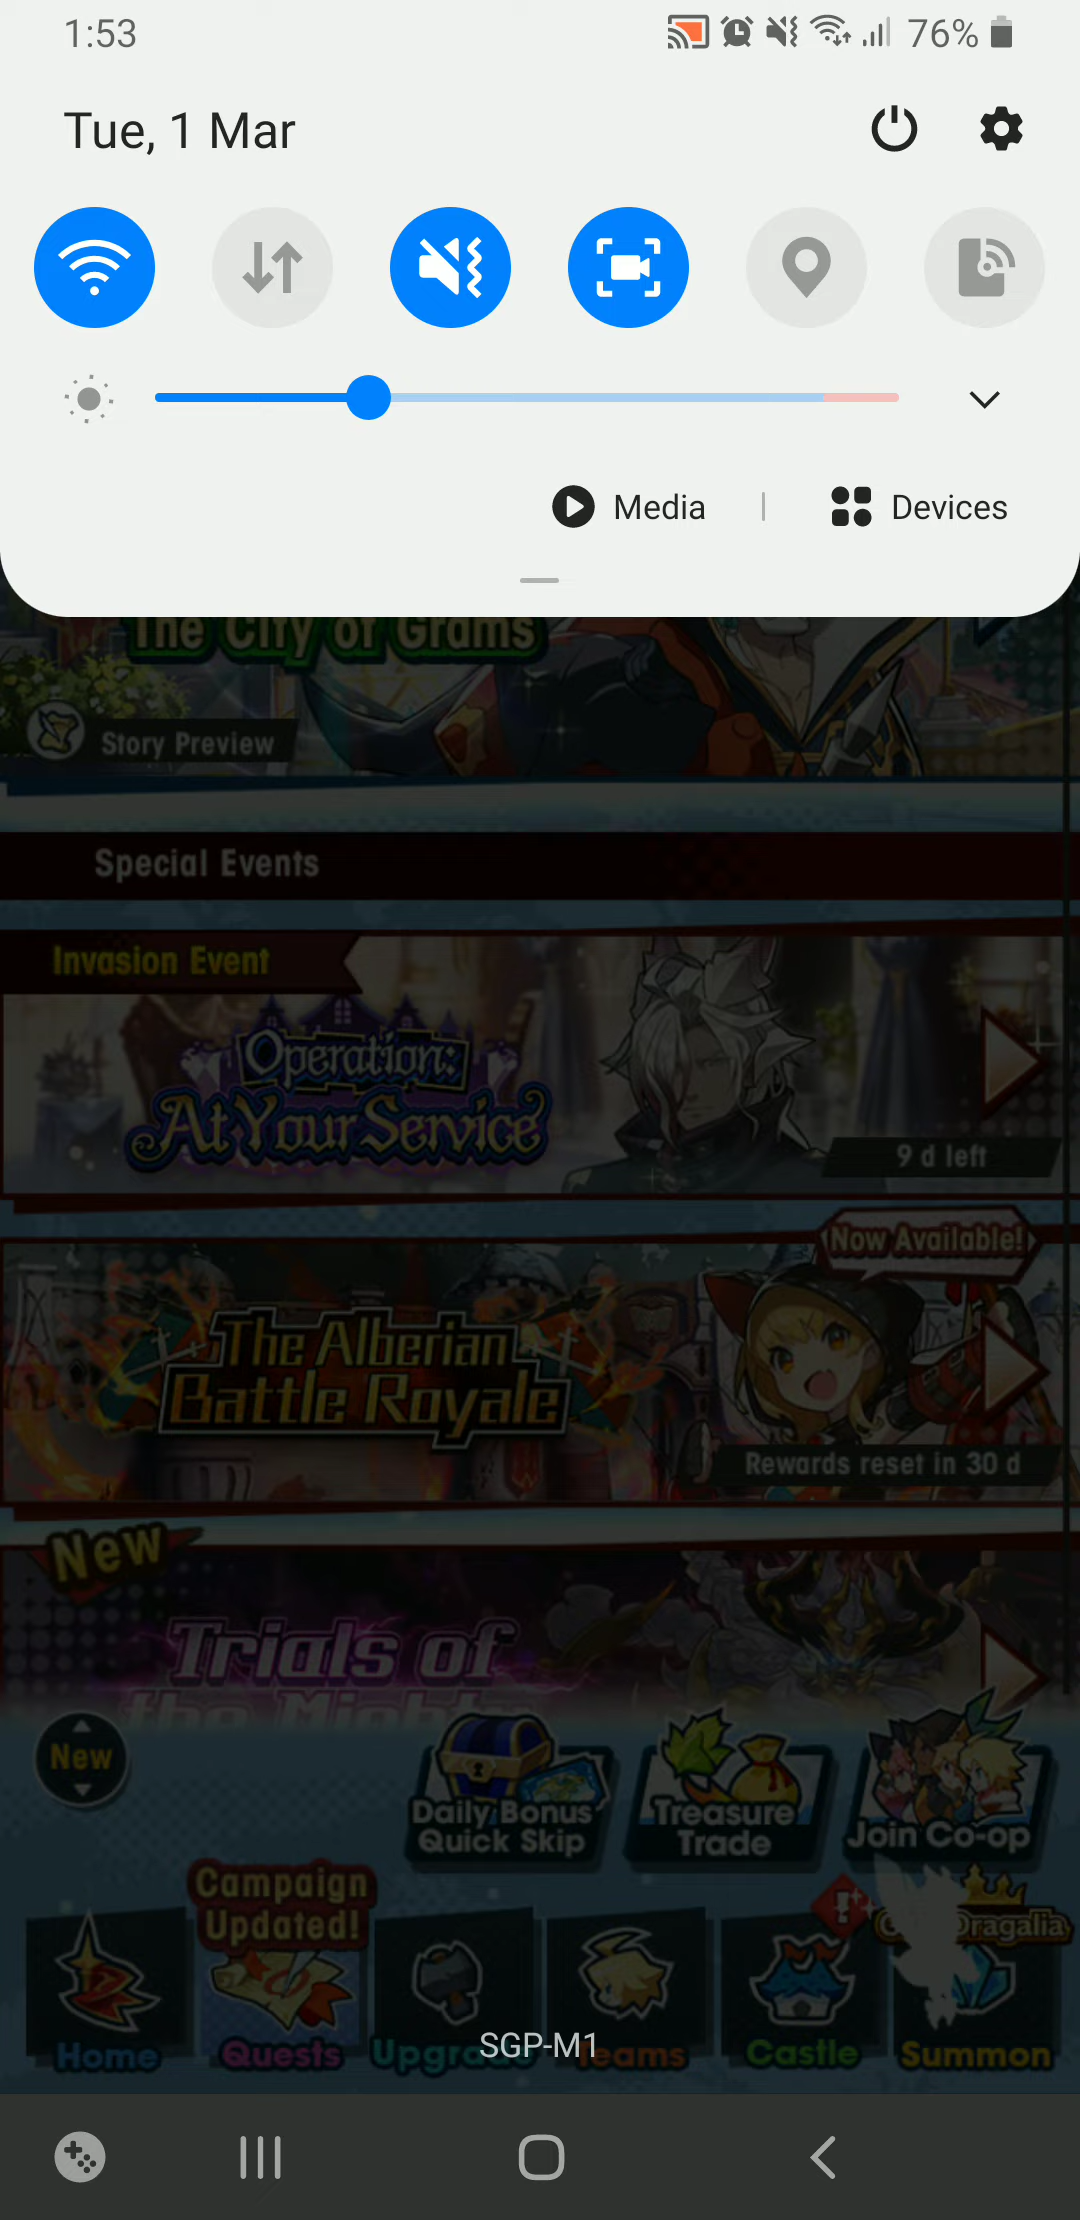 1:53
76%
Tue, 1 Mar
Media
Devices
The City of Grams
Story Preview
Special Events
Invasion Event
Operation:
At Your Service
9 d left
Now Available!
The Alberian
Battle Royale
Rewards reset in 30 d
New
Trials of
the
New
Daily Bonus
Quick Skip
Treasure
Trade
Join Co-op
Campaign
Updated!
Dragalia
Home
Quests
Teams
Castle
Summon
SGP-M1